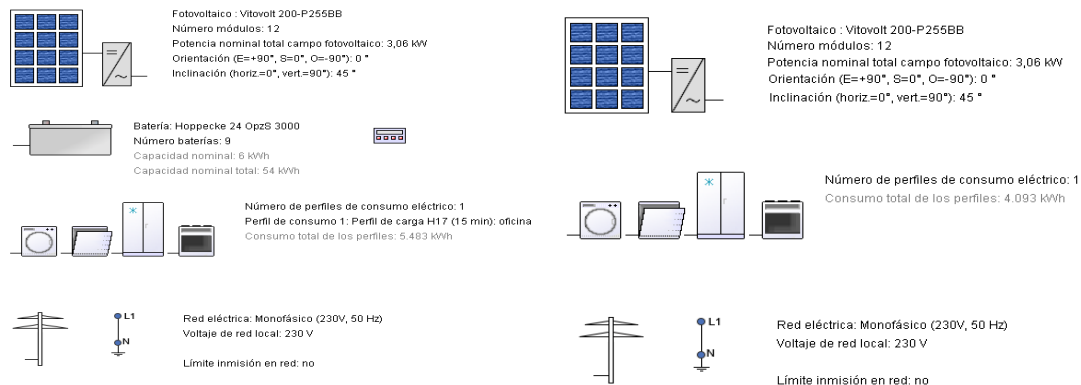 Fotovoltaico : Vitovolt 200-P255BB
Número módulos: 12
Potencia nominal total campo fotovoltaico: 3,06 kW
Orientación (E=+90°, S=0°, O=-90°): 0 °
Inclinación (horiz.=0°, vert.=90°): 45 °
Batería: Hoppecke 24 OpzS 3000
Número baterías: 9
Capacidad nominal: 6 kWh
Capacidad nominal total: 54 kWh
Número de perfiles de consumo eléctrico: 1
Perfil de consumo 1: Perfil de carga H17 (15 min): oficina
Consumo total de los perfiles: 5.483 kWh
L1
N
Red eléctrica: Monofásico (230V, 50 Hz)
Voltaje de red local: 230 V
Límite inmisión en red: no
Fotovoltaico : Vitovolt 200-P255BB
Número módulos: 12
Potencia nominal total campo fotovoltaico: 3,06 kW
Orientación (E=+90°, S=0°, O=-90°): 0 °
Inclinación (horiz.=0°, vert.=90°): 45 °
Número de perfiles de consumo eléctrico: 1
Consumo total de los perfiles: 4.093 kWh
L1
N
Red eléctrica: Monofásico (230V, 50 Hz)
Voltaje de red local: 230 V
Límite inmisión en red: no